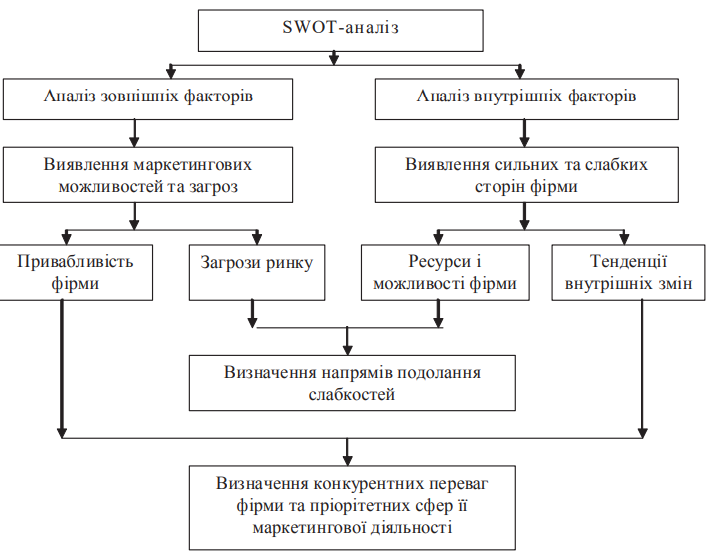 SWOT-аналіз
Аналіз зовнішніх факторів
Аналіз внутрішніх факторів
Виявлення маркетингових
можливостей та загроз
Виявлення сильних та слабких
сторін фірми
Привабливість
фірми
Загрози ринку
Ресурси і
можливості фірми
Тенденції
внутрішніх змін
Визначення напрямів подолання
слабкостей
Визначення конкурентних переваг
фірми та пріорітетних сфер її
маркетингової діяльності